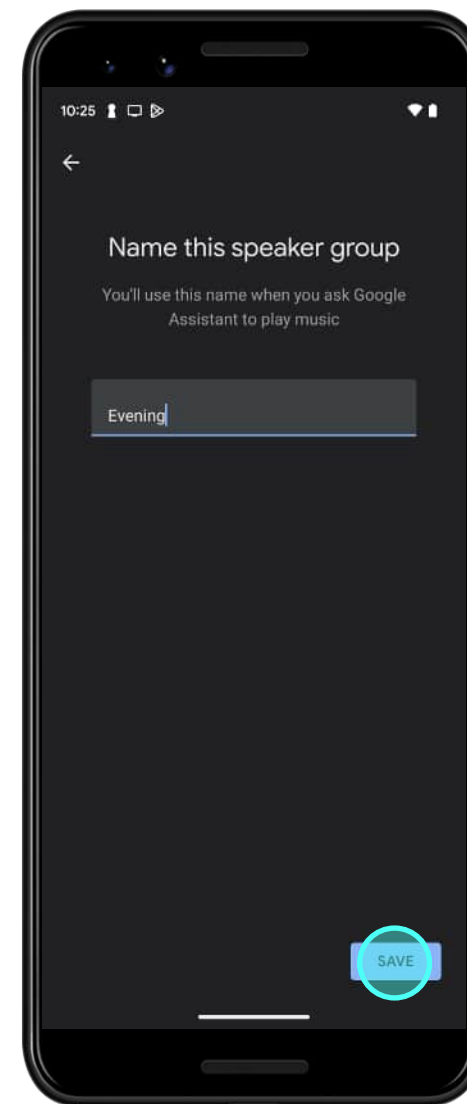 10:25
Name this speaker group
You'll use this name when you ask Google
Assistant to play music
Evening
SAVE